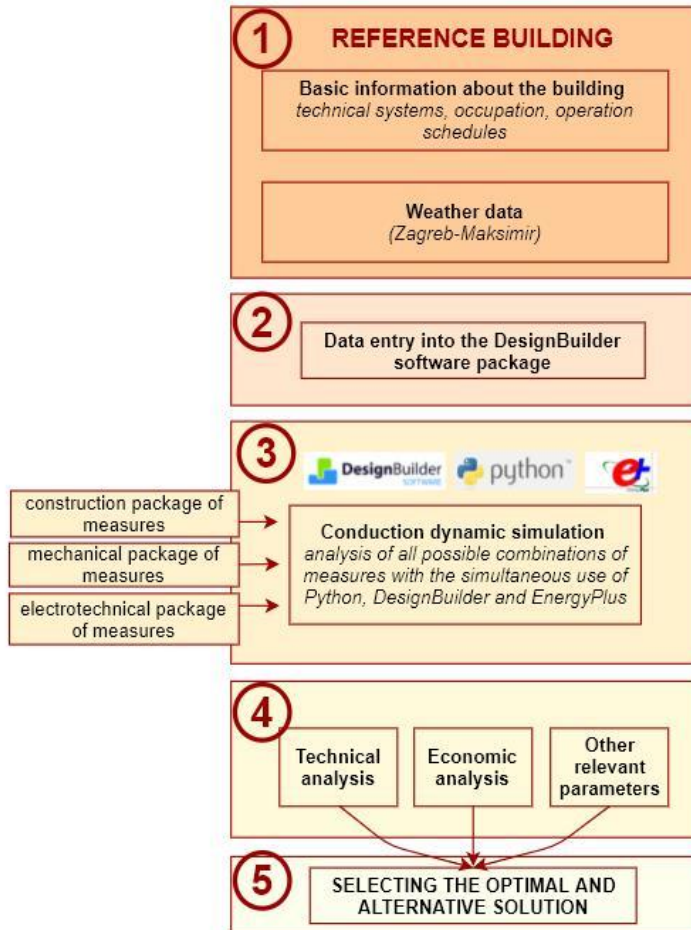 1
REFERENCE BUILDING
Basic information about the building
technical systems, occupation, operation
schedules
Weather data
(Zagreb-Maksimir)
2
Data entry into the DesignBuilder
software package
3
DesignBuilder
SOFTWARE
python™
e+
construction package of
measures
mechanical package of
measures
electrotechnical package
of measures
Conduction dynamic simulation
analysis of all possible combinations of
measures with the simultaneous use of
Python, DesignBuilder and EnergyPlus
4
Technical
analysis
Economic
analysis
Other
relevant
parameters
5
SELECTING THE OPTIMAL AND
ALTERNATIVE SOLUTION